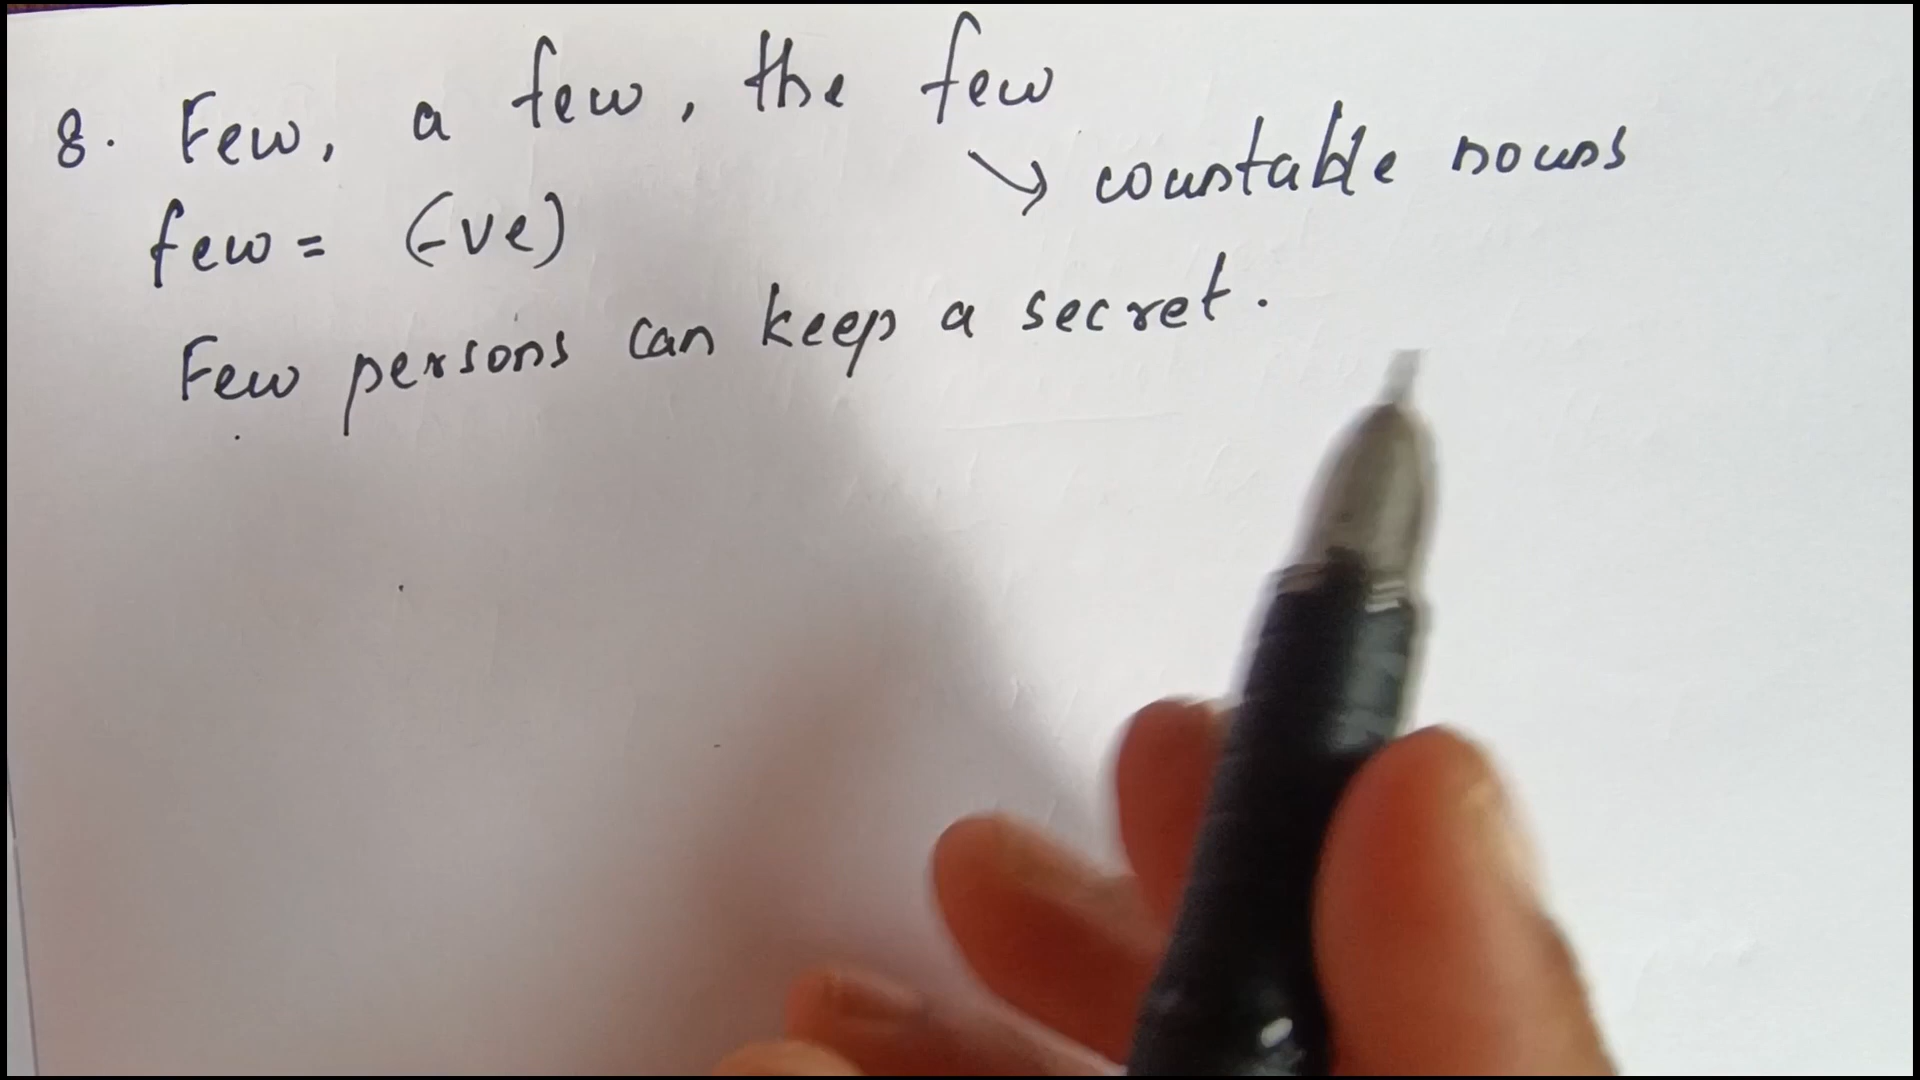 8. Few, a few, the few
↘ countable nouns
few = (-ve)
Few persons can keep a secret.